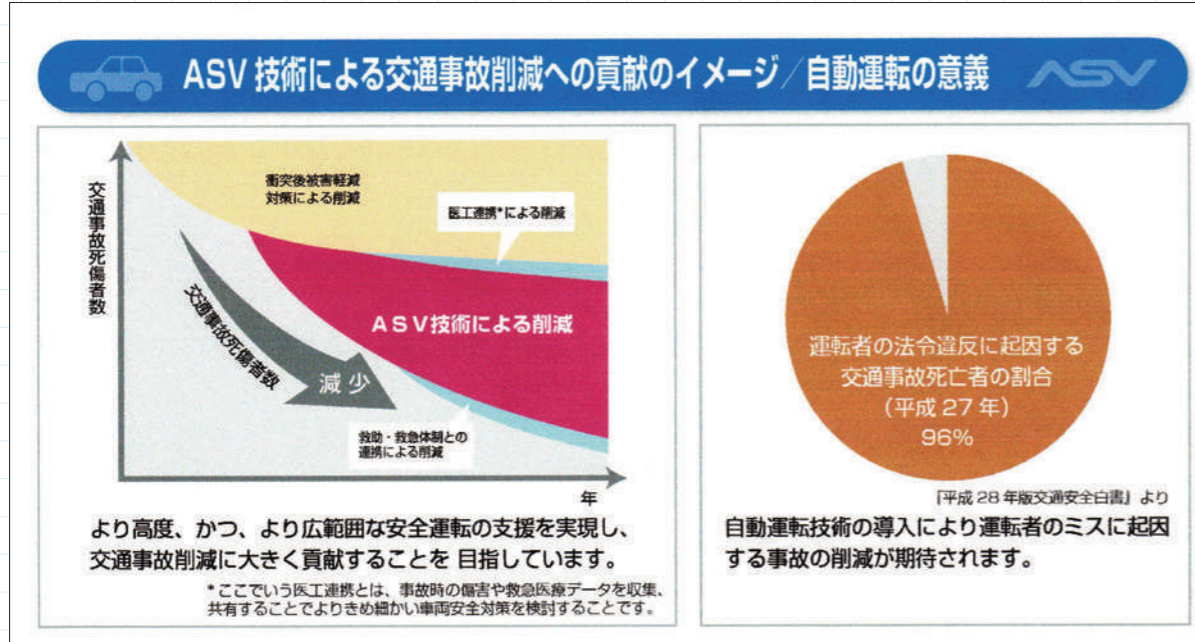 ASV 技術による交通事故削減への貢献のイメージ/自動運転の意義
ASV
交通事故死傷者数
衝突後被害軽減
対策による削減
医工連携*による削減
ASV技術による削減
交通事故死傷者数
減少
救助・救急体制との
連携による削減
年
より高度、かつ、より広範囲な安全運転の支援を実現し、
交通事故削減に大きく貢献することを 目指しています。
*ここでいう医工連携とは、事故時の傷害や救急医療データを収集、
共有することでよりきめ細かい車両安全対策を検討することです。
運転者の法令違反に起因する
交通事故死亡者の割合
(平成 27 年)
96%
『平成 28 年版交通安全白書』より
自動運転技術の導入により運転者のミスに起因
する事故の削減が期待されます。